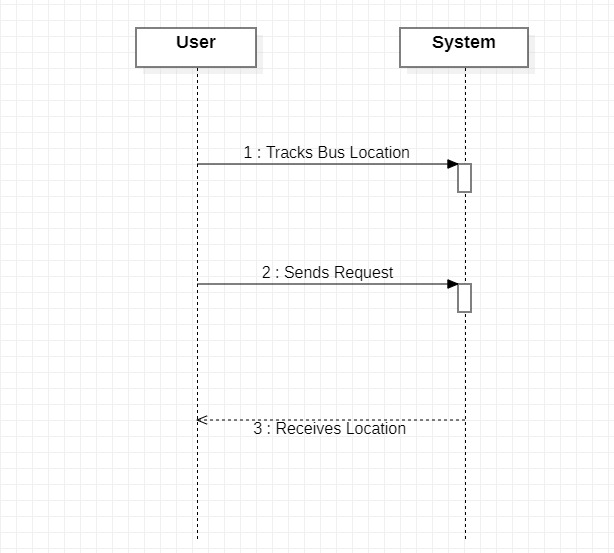 User
System
1 : Tracks Bus Location
2 : Sends Request
3 : Receives Location